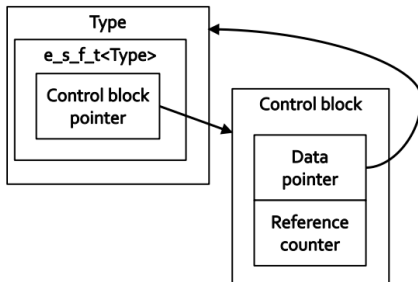 Type
e_s_f_t<Type>
Control block
pointer
Control block
Data
pointer
Reference
counter